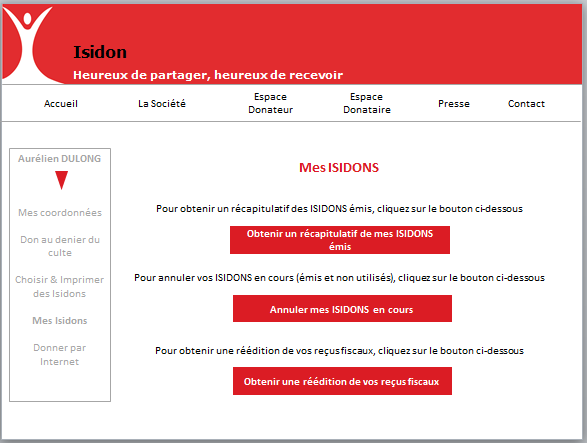 Isidon
Heureux de partager, heureux de recevoir
Accueil
La Société
Espace
Donateur
Espace
Donataire
Presse
Contact
Aurélien DULONG
Mes coordonnées
Don au denier du
culte
Choisir & Imprimer
des Isidons
Mes Isidons
Donner par
Internet
Mes ISIDONS
Pour obtenir un récapitulatif des ISIDONS émis, cliquez sur le bouton ci-dessous
Obtenir un récapitulatif de mes ISIDONS
émis
Pour annuler vos ISIDONS en cours (émis et non utilisés), cliquez sur le bouton ci-dessous
Annuler mes ISIDONS en cours
Pour obtenir une réédition de vos reçus fiscaux, cliquez sur le bouton ci-dessous
Obtenir une réédition de vos reçus fiscaux